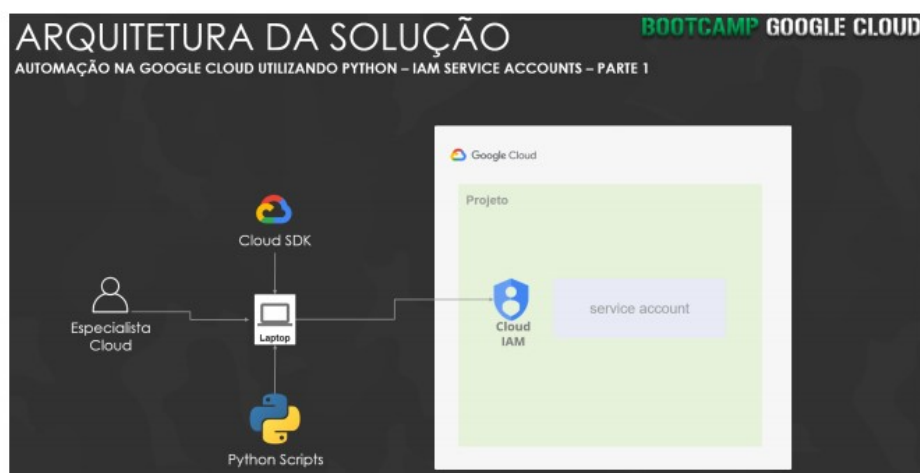 ARQUITETURA DA SOLUÇÃO
BOOTCAMP GOOGLE CLOUD
AUTOMAÇÃO NA GOOGLE CLOUD UTILIZANDO PYTHON – IAM SERVICE ACCOUNTS – PARTE 1
Google Cloud
Projeto
Cloud SDK
Especialista
Cloud
Laptop
Cloud
IAM
service account
Python Scripts